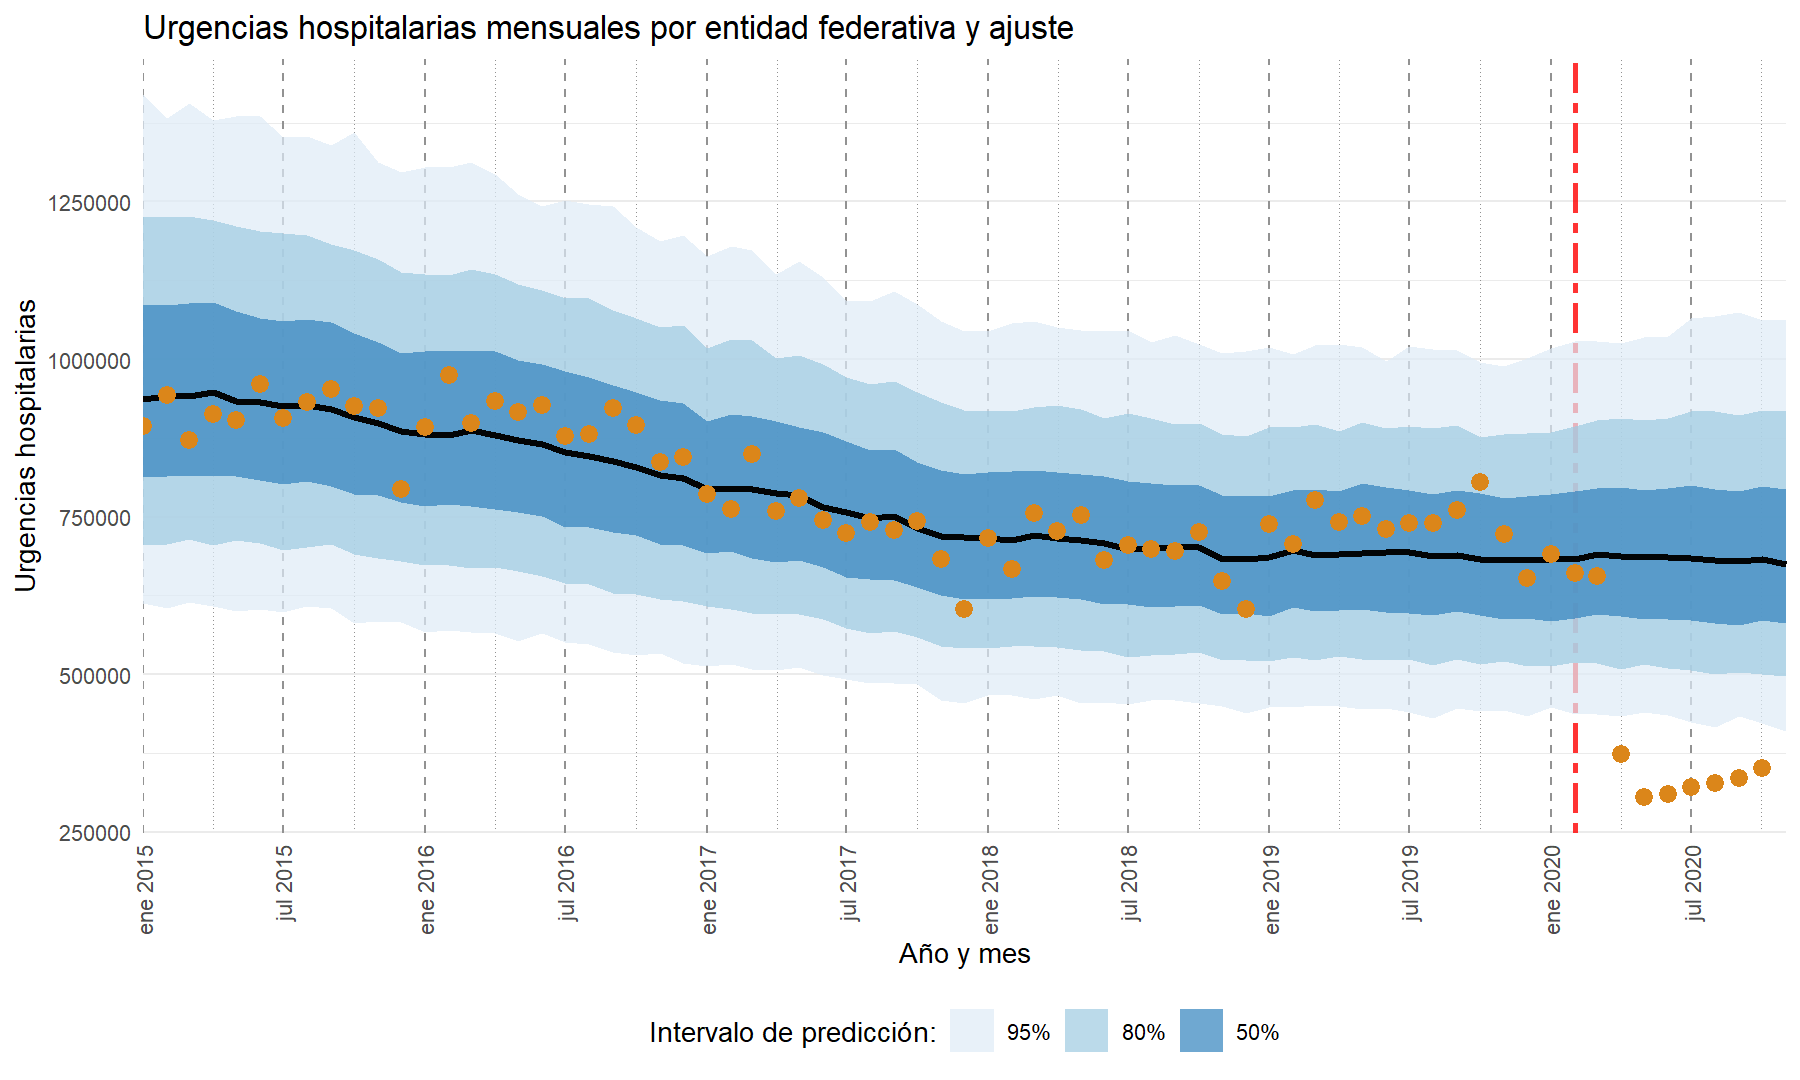 Urgencias hospitalarias mensuales por entidad federativa y ajuste
Urgencias hospitalarias
1250000
1000000
750000
500000
250000
ene 2015
jul 2015
ene 2016
jul 2016
ene 2017
jul 2017
ene 2018
jul 2018
ene 2019
jul 2019
ene 2020
jul 2020
Año y mes
Intervalo de predicción: 95% 80% 50%